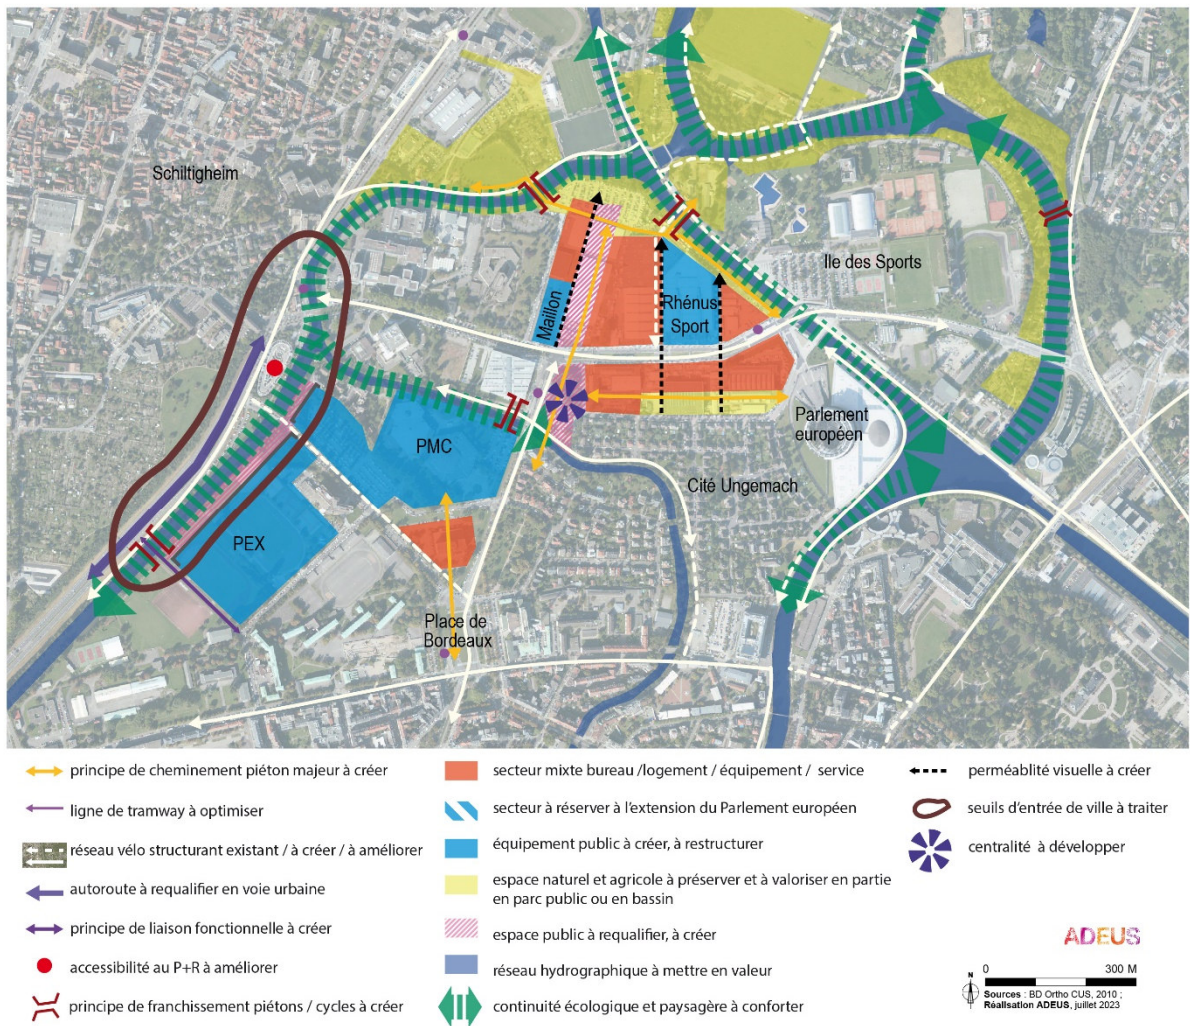 Schiltigheim
Ile des Sports
Maillon
Rhénus
Sport
Parlement
européen
PMC
Cité Ungemach
PEX
Place de
Bordeaux
principe de cheminement piéton majeur à créer
ligne de tramway à optimiser
réseau vélo structurant existant / à créer / à améliorer
autoroute à requalifier en voie urbaine
principe de liaison fonctionnelle à créer
accessibilité au P+R à améliorer
principe de franchissement piétons / cycles à créer
secteur mixte bureau /logement / équipement / service
secteur à réserver à l'extension du Parlement européen
équipement public à créer, à restructurer
espace naturel et agricole à préserver et à valoriser en partie
en parc public ou en bassin
espace public à requalifier, à créer
réseau hydrographique à mettre en valeur
continuité écologique et paysagère à conforter
perméablité visuelle à créer
seuils d'entrée de ville à traiter
centralité à développer
ADEUS
N
0 300 M
Sources : BD Ortho CUS, 2010 ;
Réalisation ADEUS, juillet 2023